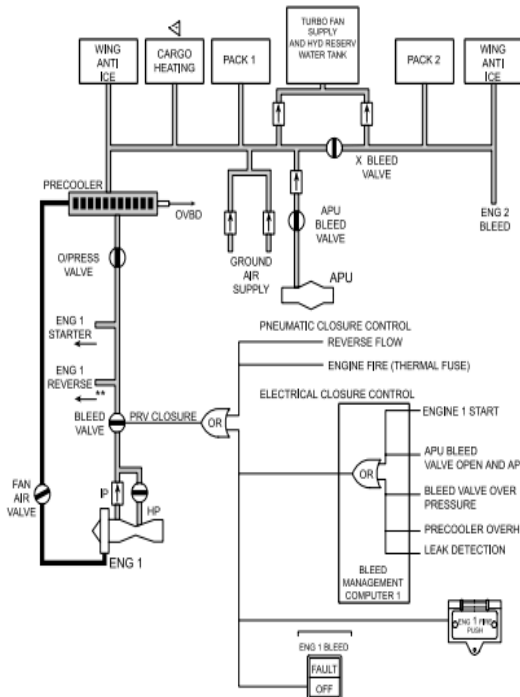 TURBO FAN
SUPPLY
AND HYD RESERV
WATER TANK
WING
ANTI
ICE
CARGO
HEATING
PACK 1
PACK 2
WING
ANTI
ICE
X BLEED
VALVE
PRECOOLER
OVBD
APU
BLEED
VALVE
ENG 2
BLEED
O/PRESS
VALVE
GROUND
AIR
SUPPLY
APU
ENG 1
STARTER
PNEUMATIC CLOSURE CONTROL
REVERSE FLOW
ENGINE FIRE (THERMAL FUSE)
ENG 1
REVERSE
**
ELECTRICAL CLOSURE CONTROL
BLEED
VALVE
PRV CLOSURE
OR
ENGINE 1 START
APU BLEED
VALVE OPEN AND AP
OR
BLEED VALVE OVER
PRESSURE
FAN
AIR
VALVE
IP
HP
PRECOOLER OVERH
LEAK DETECTION
ENG 1
BLEED
MANAGEMENT
COMPUTER 1
ENG 1 FIRE
PUSH
ENG 1 BLEED
FAULT
OFF